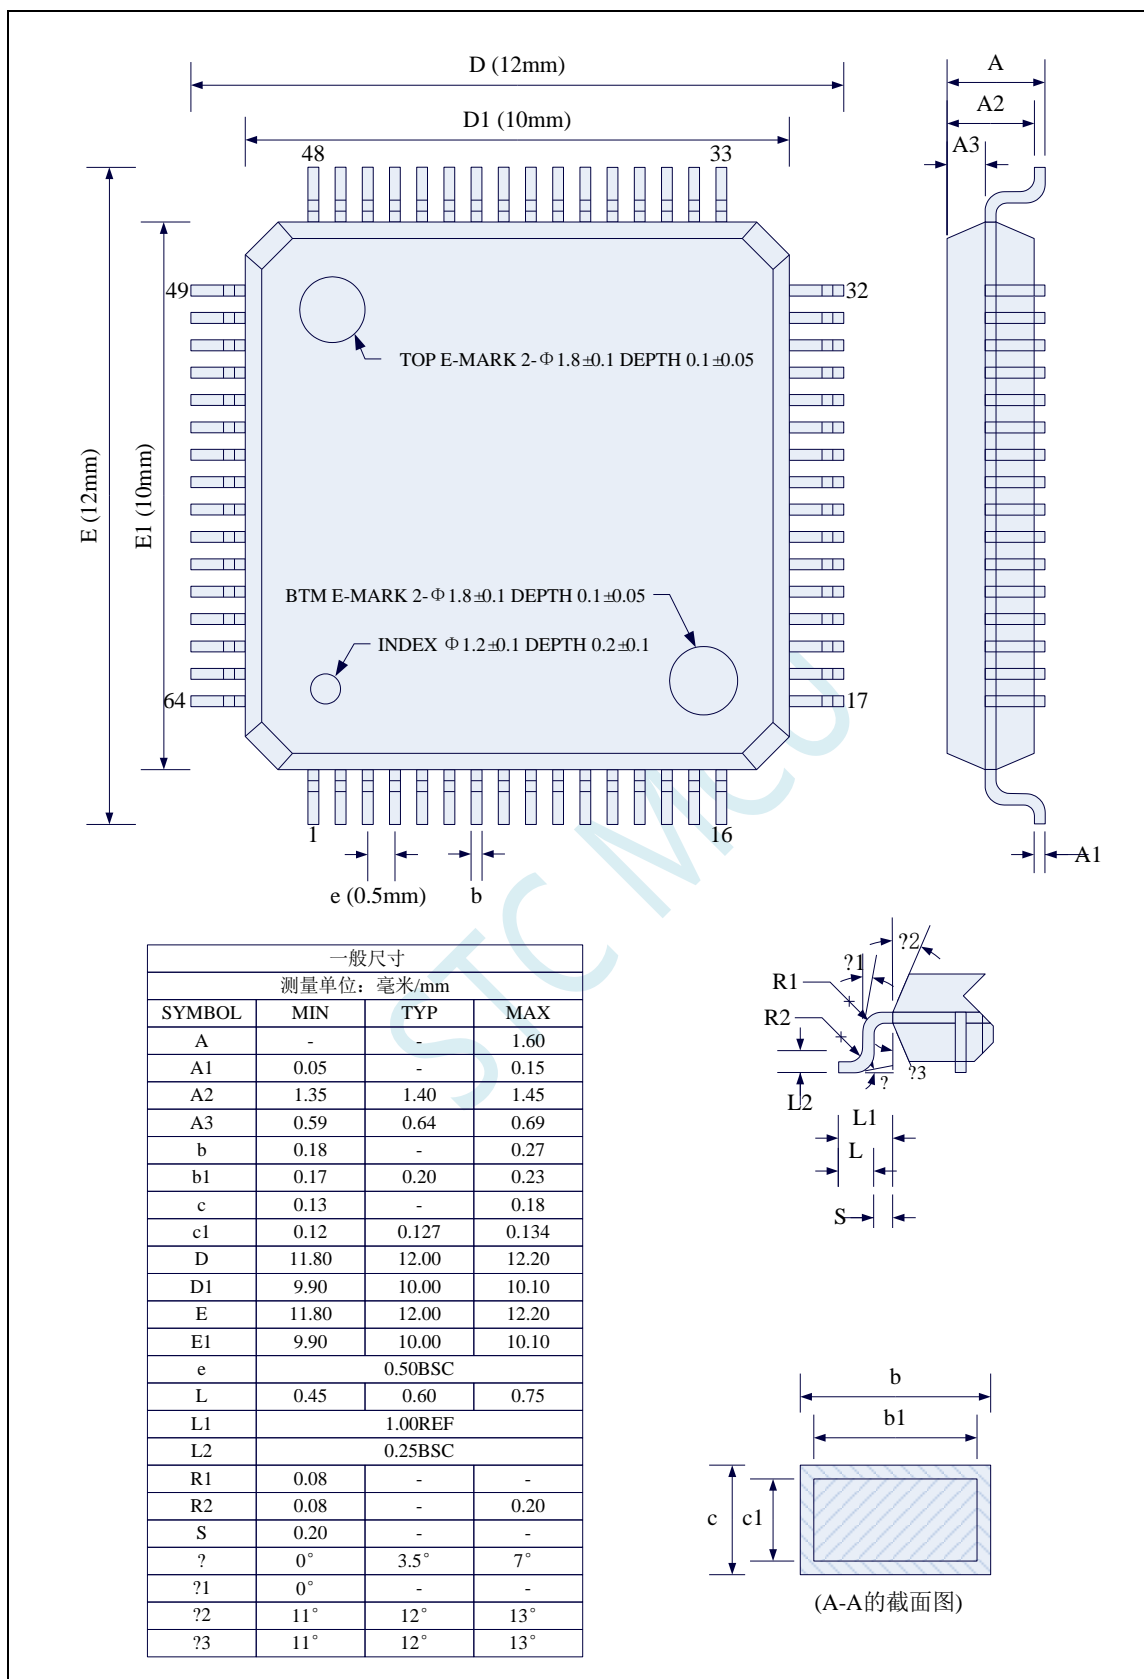 D (12mm)
D1 (10mm)
A
A2
A3
48
33
49
32
TOP E-MARK 2-Φ1.8±0.1 DEPTH 0.1±0.05
E (12mm)
E1 (10mm)
BTM E-MARK 2-Φ1.8±0.1 DEPTH 0.1±0.05
INDEX Φ1.2±0.1 DEPTH 0.2±0.1
64
17
1
16
A1
e (0.5mm)
b
STC MCU
一般尺寸
测量单位：毫米/mm
SYMBOL MIN TYP MAX
A - - 1.60
A1 0.05 - 0.15
A2 1.35 1.40 1.45
A3 0.59 0.64 0.69
b 0.18 - 0.27
b1 0.17 0.20 0.23
c 0.13 - 0.18
c1 0.12 0.127 0.134
D 11.80 12.00 12.20
D1 9.90 10.00 10.10
E 11.80 12.00 12.20
E1 9.90 10.00 10.10
e 0.50BSC
L 0.45 0.60 0.75
L1 1.00REF
L2 0.25BSC
R1 0.08 - -
R2 0.08 - 0.20
S 0.20 - -
? 0° 3.5° 7°
?1 0° - -
?2 11° 12° 13°
?3 11° 12° 13°
?2
?1
R1
R2
?
?3
L2
L1
L
S
b
b1
c
c1
(A-A的截面图)